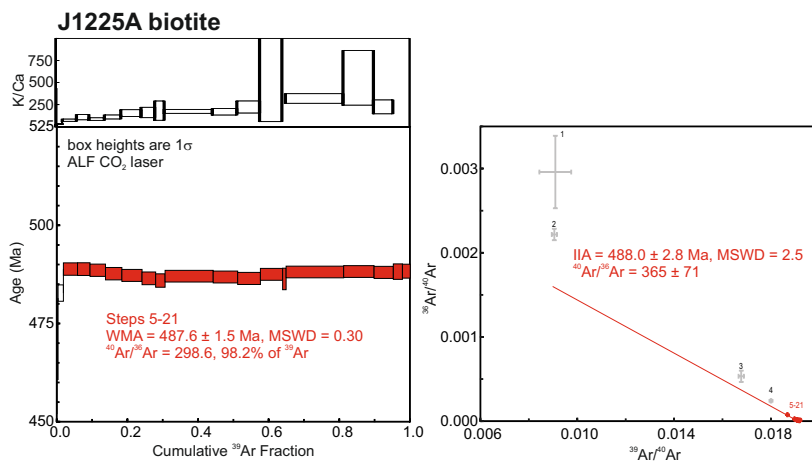 J1225A biotite
K/Ca
750
500
250
525
box heights are 1σ
ALF CO₂ laser
Age (Ma)
500
475
450
Steps 5-21
WMA = 487.6 ± 1.5 Ma, MSWD = 0.30
⁴⁰Ar/³⁶Ar = 298.6, 98.2% of ³⁹Ar
0.0 0.2 0.4 0.6 0.8 1.0
Cumulative ³⁹Ar Fraction
³⁶Ar/⁴⁰Ar
0.003
0.002
0.001
0.000
1
2
IIA = 488.0 ± 2.8 Ma, MSWD = 2.5
⁴⁰Ar/³⁶Ar = 365 ± 71
3
4
5-21
0.006 0.010 0.014 0.018
³⁹Ar/⁴⁰Ar